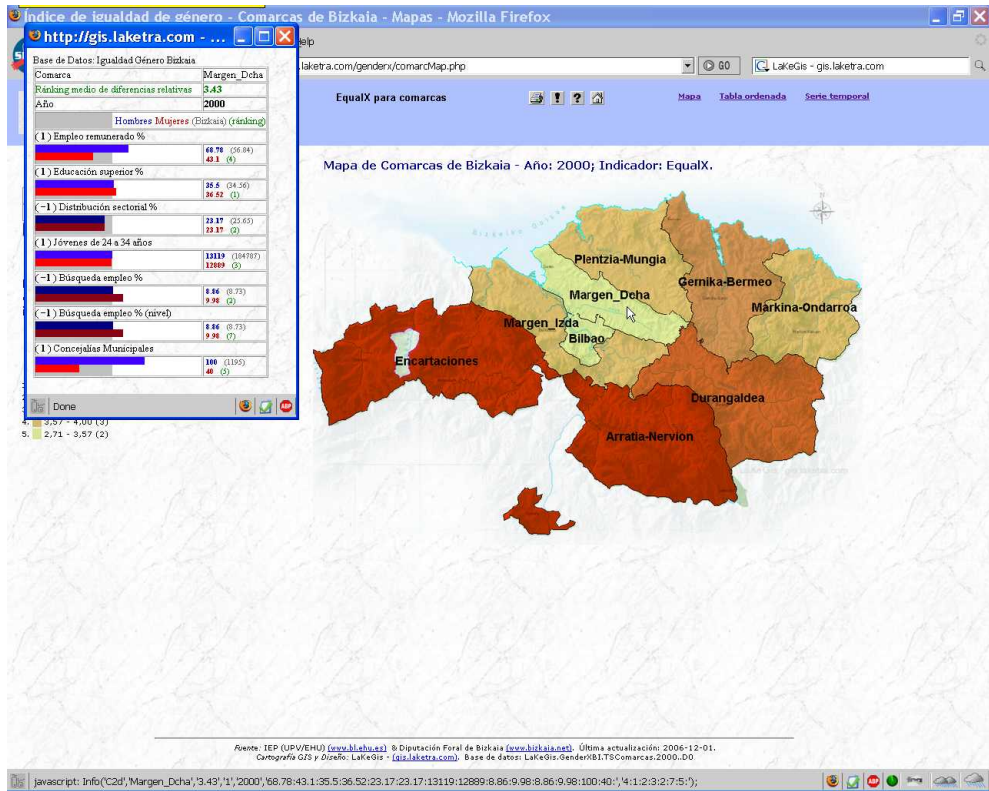 Índice de igualdad de género - Comarcas de Bizkaia - Mapas - Mozilla Firefox
http://gis.laketra.com - ...
Help
laketra.com/genderx/comarcMap.php
GO
LaKeGis - gis.laketra.com
Base de Datos: Igualdad Género Bizkaia
Comarca Margen_Dcha
Ránking medio de diferencias relativas 3.43
Año 2000
Hombres Mujeres (Bizkaia) (ránking)
( 1 ) Empleo remunerado %
68.78 (56.84)
43.1 (4)
( 1 ) Educación superior %
35.5 (34.56)
36.52 (1)
( −1 ) Distribución sectorial %
23.17 (25.65)
23.17 (2)
( 1 ) Jóvenes de 24 a 34 años
13119 (184787)
12889 (3)
( −1 ) Búsqueda empleo %
8.86 (8.73)
9.98 (2)
( −1 ) Búsqueda empleo % (nivel)
8.86 (8.73)
9.98 (7)
( 1 ) Concejalías Municipales
100 (1195)
40 (5)
Done
ABP
EqualX para comarcas
Mapa Tabla ordenada Serie temporal
Mapa de Comarcas de Bizkaia - Año: 2000; Indicador: EqualX.
Plentzia-Mungia
Gernika-Bermeo
Margen_Dcha
Markina-Ondarroa
Margen_Izda
Bilbao
Encartaciones
Durangaldea
Arratia-Nervion
4. 3,57 - 4,00 (3)
5. 2,71 - 3,57 (2)
Fuente: IEP (UPV/EHU) (www.bl.ehu.es) & Diputación Foral de Bizkaia (www.bizkaia.net). Última actualización: 2006-12-01.
Cartografía GIS y Diseño: LaKeGis - (gis.laketra.com). Base de datos: LaKeGis.GenderXBI.TSComarcas.2000..D0
javascript: Info('C2d','Margen_Dcha','3.43','1','2000','68.78:43.1:35.5:36.52:23.17:23.17:13119:12889:8.86:9.98:8.86:9.98:100:40:','4:1:2:3:2:7:5:');
ABP